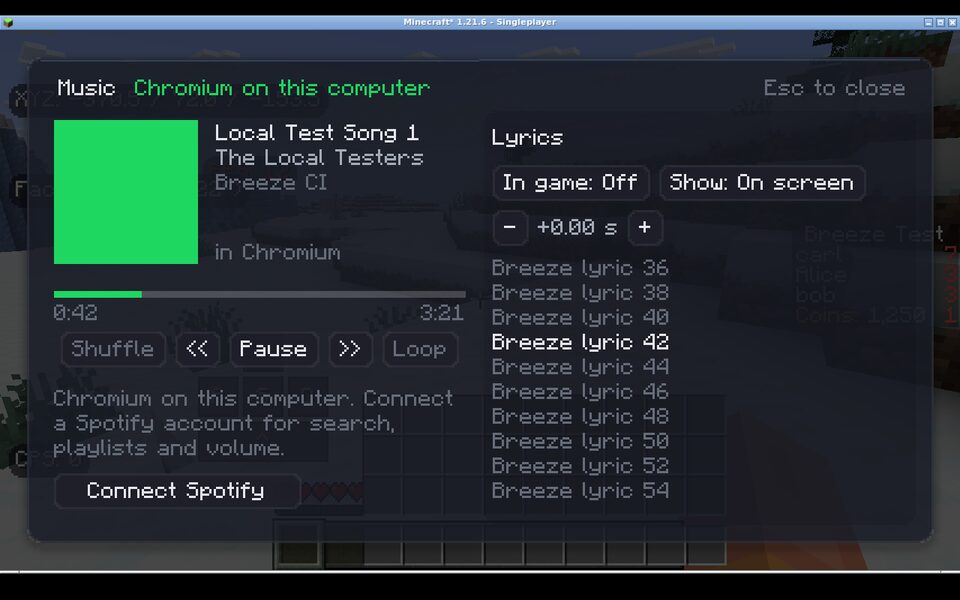 Minecraft* 1.21.6 - Singleplayer
Music Chromium on this computer
Esc to close
Local Test Song 1
The Local Testers
Breeze CI
in Chromium
0:42 3:21
Shuffle << Pause >> Loop
Chromium on this computer. Connect
a Spotify account for search,
playlists and volume.
Connect Spotify
Lyrics
In game: Off Show: On screen
- +0.00 s +
Breeze lyric 36
Breeze lyric 38
Breeze lyric 40
Breeze lyric 42
Breeze lyric 44
Breeze lyric 46
Breeze lyric 48
Breeze lyric 50
Breeze lyric 52
Breeze lyric 54
Breeze Test
carl
Alice
bob
Coins: 1,250